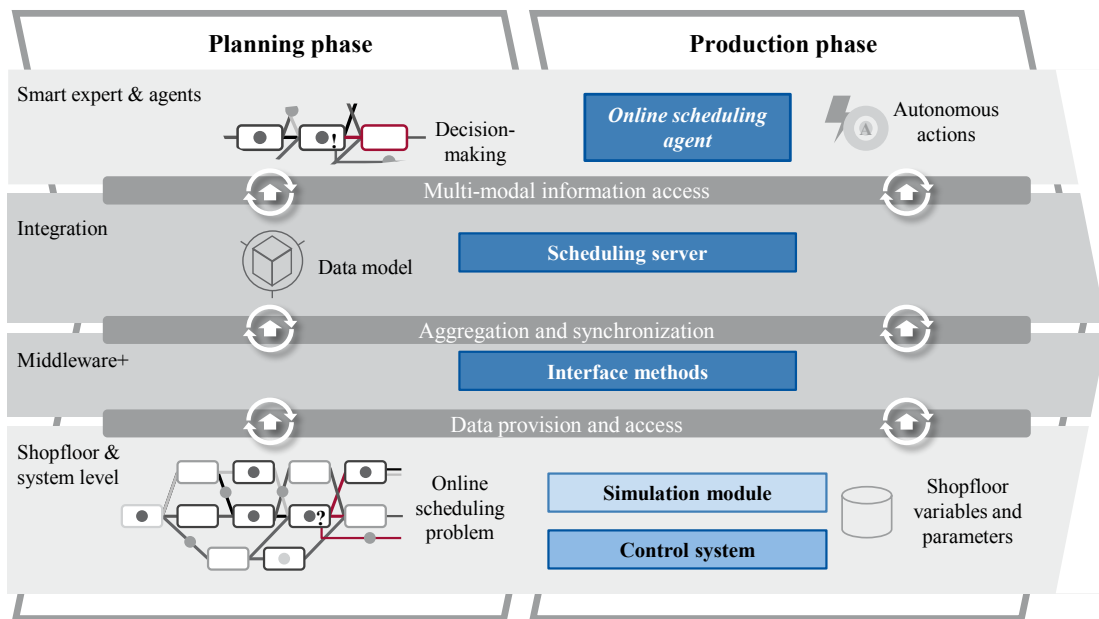 Planning phase
Production phase
Smart expert & agents
Decision-
making
!
Online scheduling
agent
A
Autonomous
actions
Multi-modal information access
Integration
Data model
Scheduling server
Aggregation and synchronization
Middleware+
Interface methods
Data provision and access
Shopfloor &
system level
?
Online
scheduling
problem
Simulation module
Control system
Shopfloor
variables and
parameters